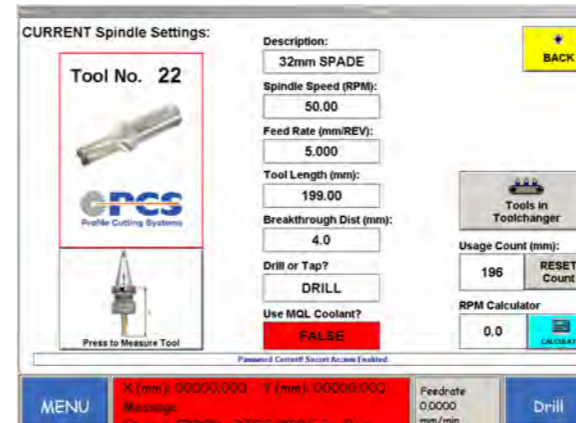 CURRENT Spindle Settings:
Tool No. 22
PCS
Profile Cutting Systems
Press to Measure Tool
Description:
32mm SPADE
Spindle Speed (RPM):
50.00
Feed Rate (mm/REV):
5.000
Tool Length (mm):
199.00
Breakthrough Dist (mm):
4.0
Drill or Tap?
DRILL
Use MQL Coolant?
FALSE
BACK
Tools in
Toolchanger
Usage Count (mm):
196
RESET
Count
RPM Calculator
0.0
CALCULATE
Password Correct! Secret Access Enabled.
MENU
X (mm): 00000.000 Y (mm): 00000.000
Message
Feedrate
0.0000
mm/min
Drill